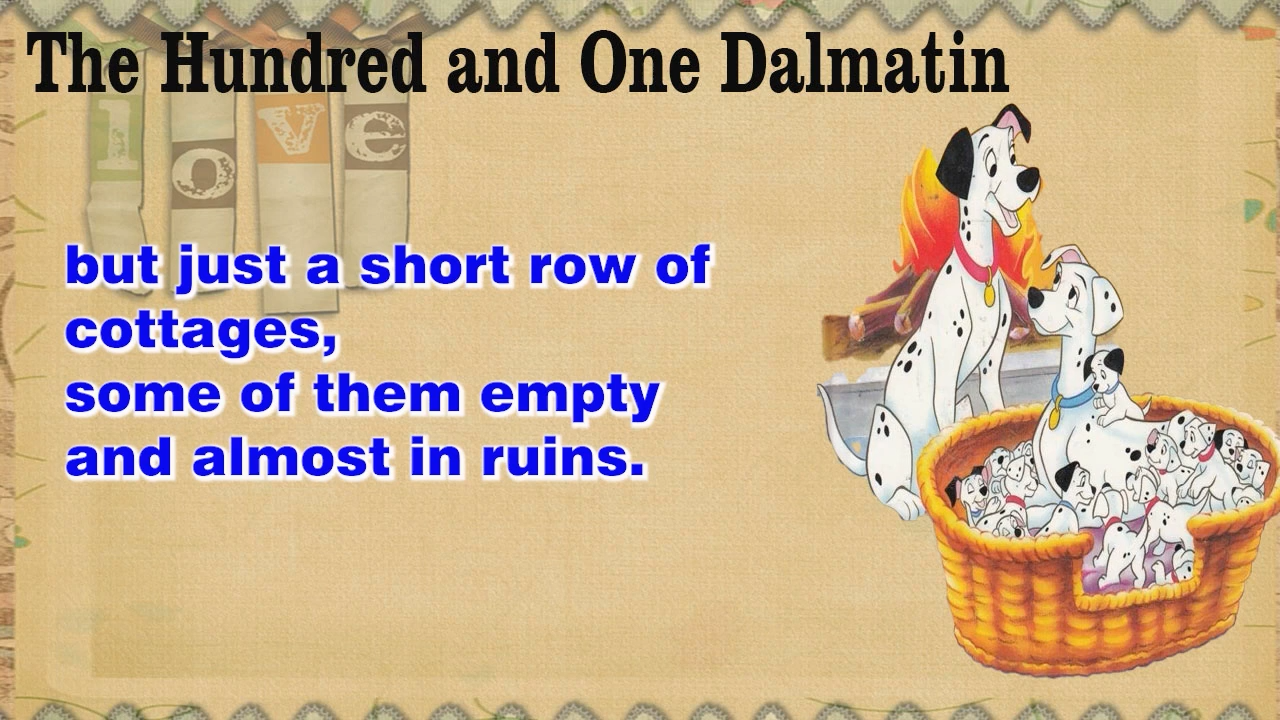 The Hundred and One Dalmatin
love
but just a short row of
cottages,
some of them empty
and almost in ruins.